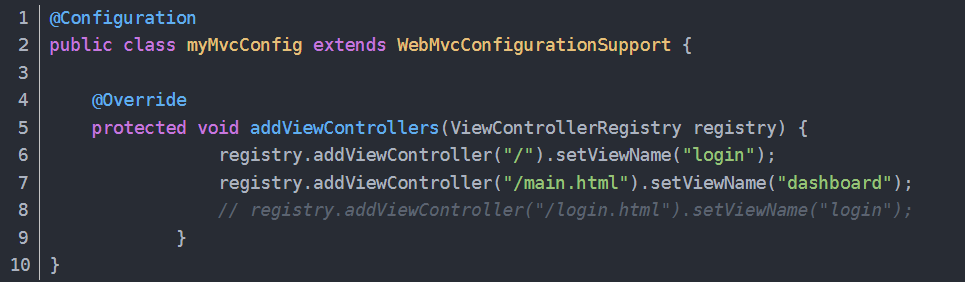 1 @Configuration
2 public class myMvcConfig extends WebMvcConfigurationSupport {
3
4     @Override
5     protected void addViewControllers(ViewControllerRegistry registry) {
6                 registry.addViewController("/").setViewName("login");
7                 registry.addViewController("/main.html").setViewName("dashboard");
8                 // registry.addViewController("/login.html").setViewName("login");
9             }
10 }